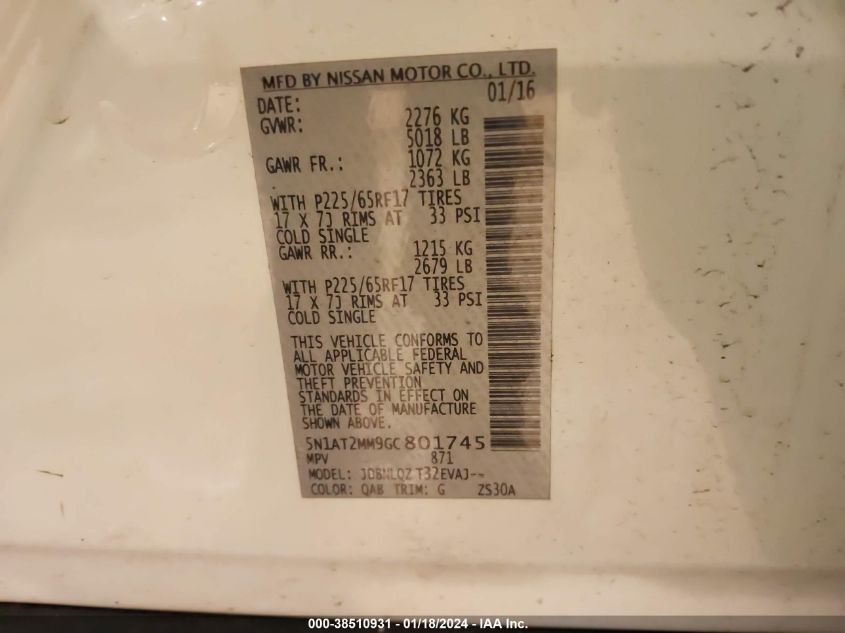 MFD BY NISSAN MOTOR CO., LTD.
DATE: 01/16
GVWR: 2276 KG
5018 LB
GAWR FR.: 1072 KG
2363 LB
WITH P225/65RF17 TIRES
17 X 7J RIMS AT 33 PSI
COLD SINGLE
GAWR RR.: 1215 KG
2679 LB
WITH P225/65RF17 TIRES
17 X 7J RIMS AT 33 PSI
COLD SINGLE
THIS VEHICLE CONFORMS TO
ALL APPLICABLE FEDERAL
MOTOR VEHICLE SAFETY AND
THEFT PREVENTION
STANDARDS IN EFFECT ON
THE DATE OF MANUFACTURE
SHOWN ABOVE.
5N1AT2MM9GC801745
MPV 871
MODEL: JDBNLQZ T32EVAJ--
COLOR: QAB TRIM: G ZS30A
000-38510931 - 01/18/2024 - IAA Inc.